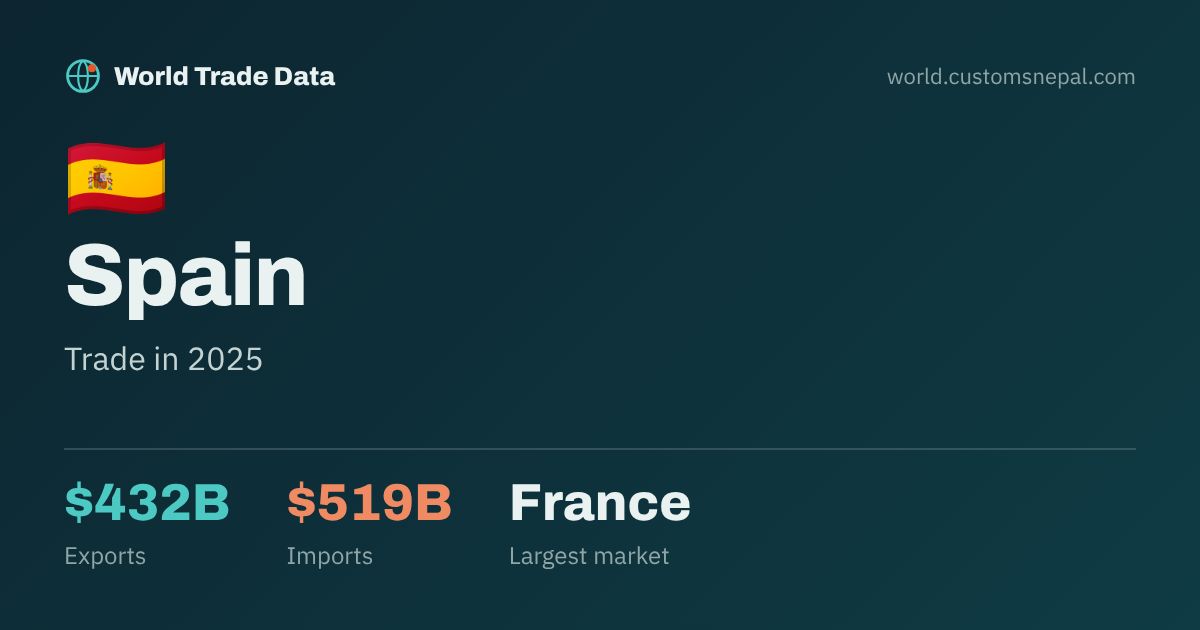 World Trade Data
world.customsnepal.com
Spain
Trade in 2025
$432B
Exports
$519B
Imports
France
Largest market